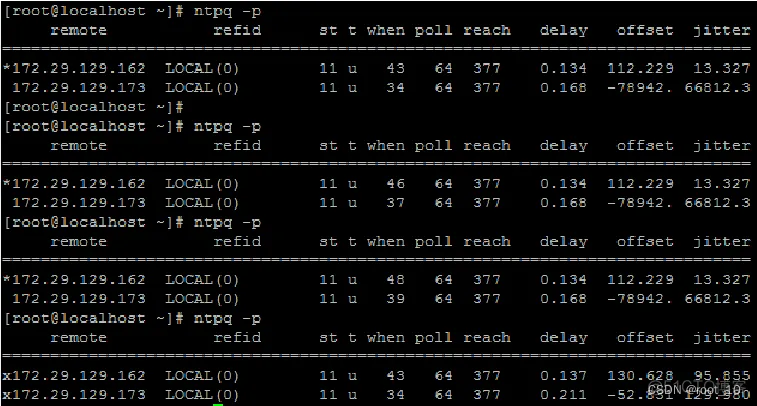 [root@localhost ~]# ntpq -p
remote refid st t when poll reach delay offset jitter
==============================================================================
*172.29.129.162 LOCAL(0) 11 u 43 64 377 0.134 112.229 13.327
172.29.129.173 LOCAL(0) 11 u 34 64 377 0.168 -78942. 66812.3
[root@localhost ~]#
[root@localhost ~]# ntpq -p
remote refid st t when poll reach delay offset jitter
==============================================================================
*172.29.129.162 LOCAL(0) 11 u 46 64 377 0.134 112.229 13.327
172.29.129.173 LOCAL(0) 11 u 37 64 377 0.168 -78942. 66812.3
[root@localhost ~]# ntpq -p
remote refid st t when poll reach delay offset jitter
==============================================================================
*172.29.129.162 LOCAL(0) 11 u 48 64 377 0.134 112.229 13.327
172.29.129.173 LOCAL(0) 11 u 39 64 377 0.168 -78942. 66812.3
[root@localhost ~]# ntpq -p
remote refid st t when poll reach delay offset jitter
==============================================================================
x172.29.129.162 LOCAL(0) 11 u 43 64 377 0.137 130.628 95.855
x172.29.129.173 LOCAL(0) 11 u 34 64 377 0.211
CSDN @root_10